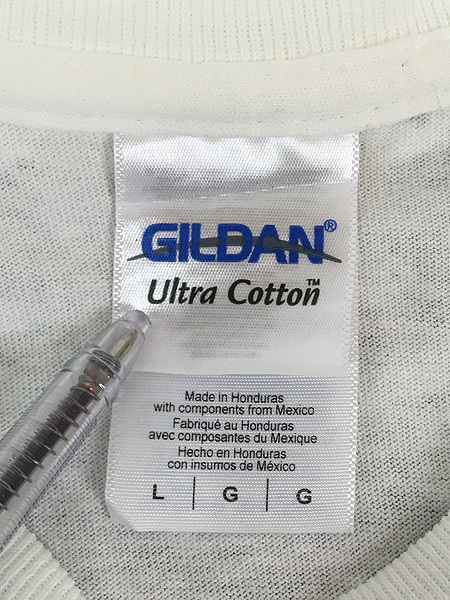 GILDAN®
Ultra Cotton™
Made in Honduras
with components from Mexico
Fabriqué au Honduras
avec composantes du Mexique
Hecho en Honduras
con insumos de México
L | G | G